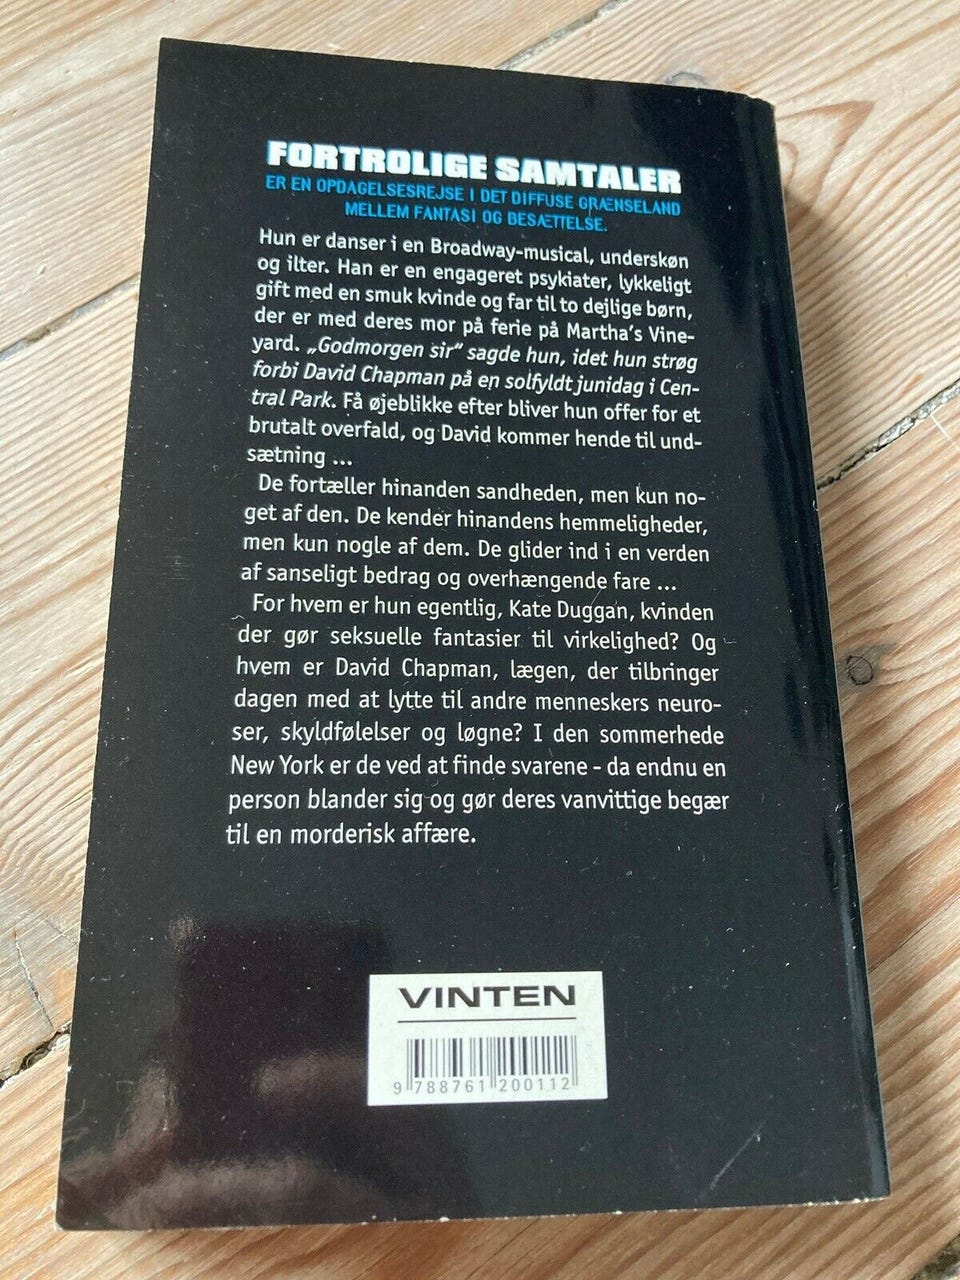 FORTROLIGE SAMTALER
ER EN OPDAGELSESREJSE I DET DIFFUSE GRÆNSELAND
MELLEM FANTASI OG BESÆTTELSE.
Hun er danser i en Broadway-musical, underskøn
og ilter. Han er en engageret psykiater, lykkeligt
gift med en smuk kvinde og far til to dejlige børn,
der er med deres mor på ferie på Martha's Vine-
yard. „Godmorgen sir“ sagde hun, idet hun strøg
forbi David Chapman på en solfyldt junidag i Cen-
tral Park. Få øjeblikke efter bliver hun offer for et
brutalt overfald, og David kommer hende til und-
sætning ...
De fortæller hinanden sandheden, men kun no-
get af den. De kender hinandens hemmeligheder,
men kun nogle af dem. De glider ind i en verden
af sanseligt bedrag og overhængende fare ...
For hvem er hun egentlig, Kate Duggan, kvinden
der gør seksuelle fantasier til virkelighed? Og
hvem er David Chapman, lægen, der tilbringer
dagen med at lytte til andre menneskers neuro-
ser, skyldfølelser og løgne? I den sommerhede
New York er de ved at finde svarene - da endnu en
person blander sig og gør deres vanvittige begær
til en morderisk affære.
VINTEN
9 788761 200112